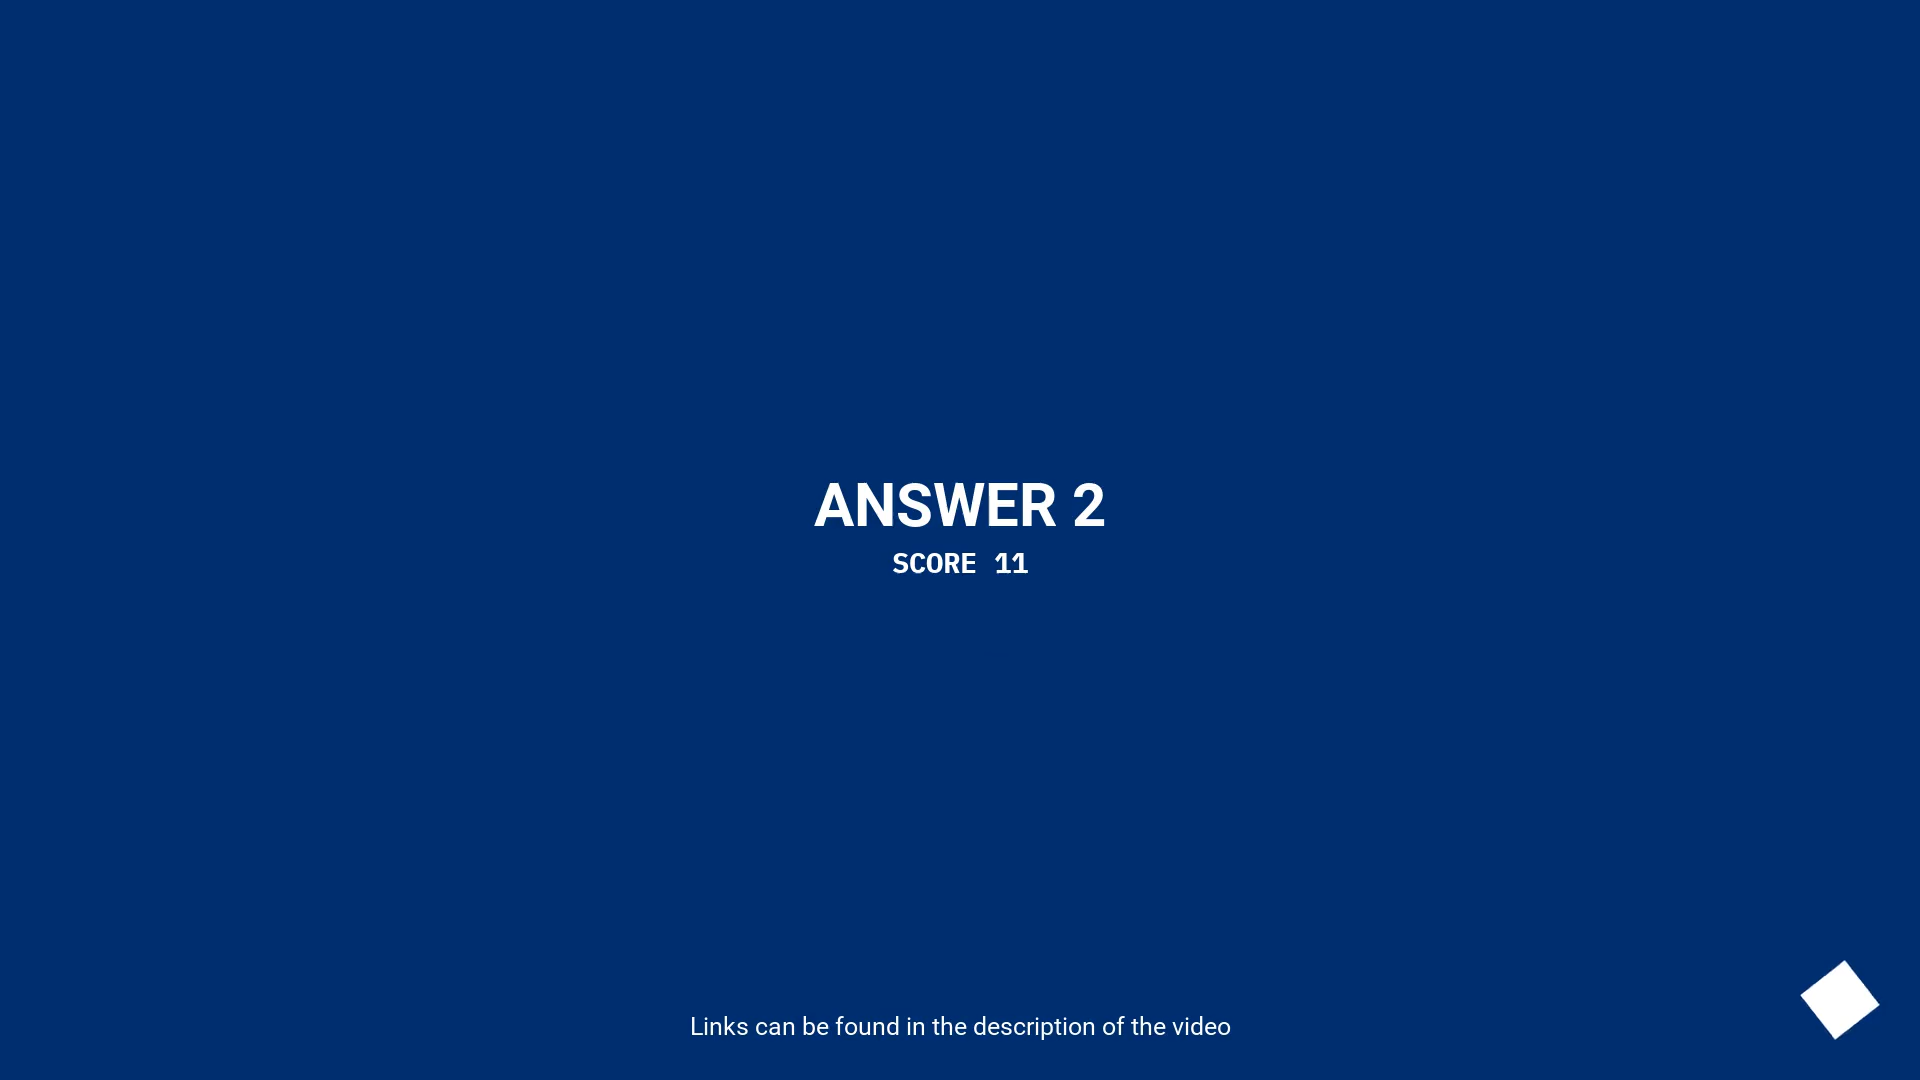 ANSWER 2
SCORE 11
Links can be found in the description of the video